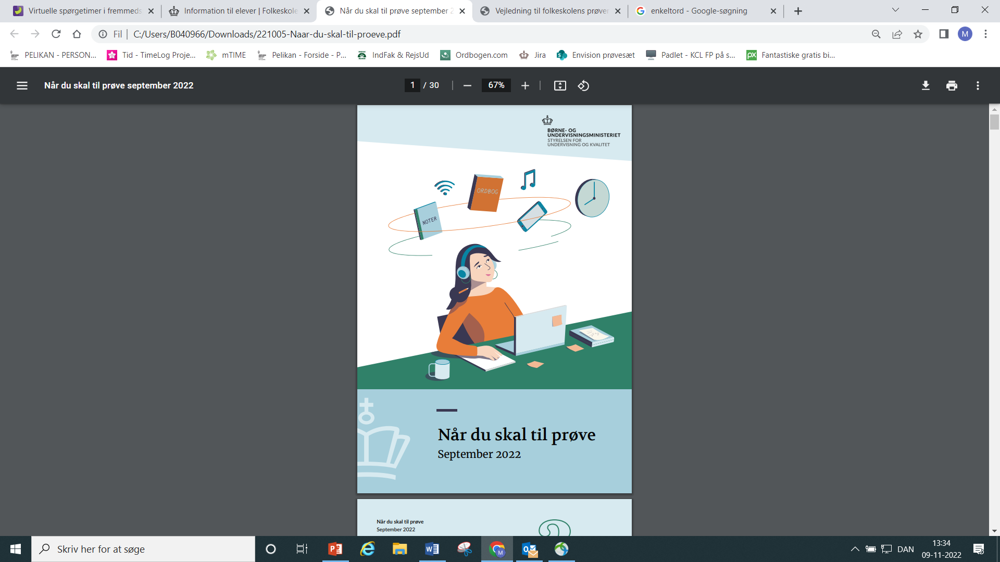 Virtuelle spørgetimer i fremmeds
Information til elever | Folkeskole
Når du skal til prøve september 2
Vejledning til folkeskolens prøver
enkeltord - Google-søgning
Fil
C:/Users/B040966/Downloads/221005-Naar-du-skal-til-proeve.pdf
M
PELIKAN - PERSON...
Tid - TimeLog Proje...
mTIME
Pelikan - Forside - P...
IndFak & RejsUd
Ordbogen.com
Jira
Envision prøvesæt
Padlet - KCL FP på s...
Fantastiske gratis bi...
Når du skal til prøve september 2022
1 / 30
67%
BØRNE- OG
UNDERVISNINGSMINISTERIET
STYRELSEN FOR
UNDERVISNING OG KVALITET
ORDBOG
NOTER
Når du skal til prøve
September 2022
Når du skal til prøve
September 2022
Skriv her for at søge
DAN
13:34
09-11-2022